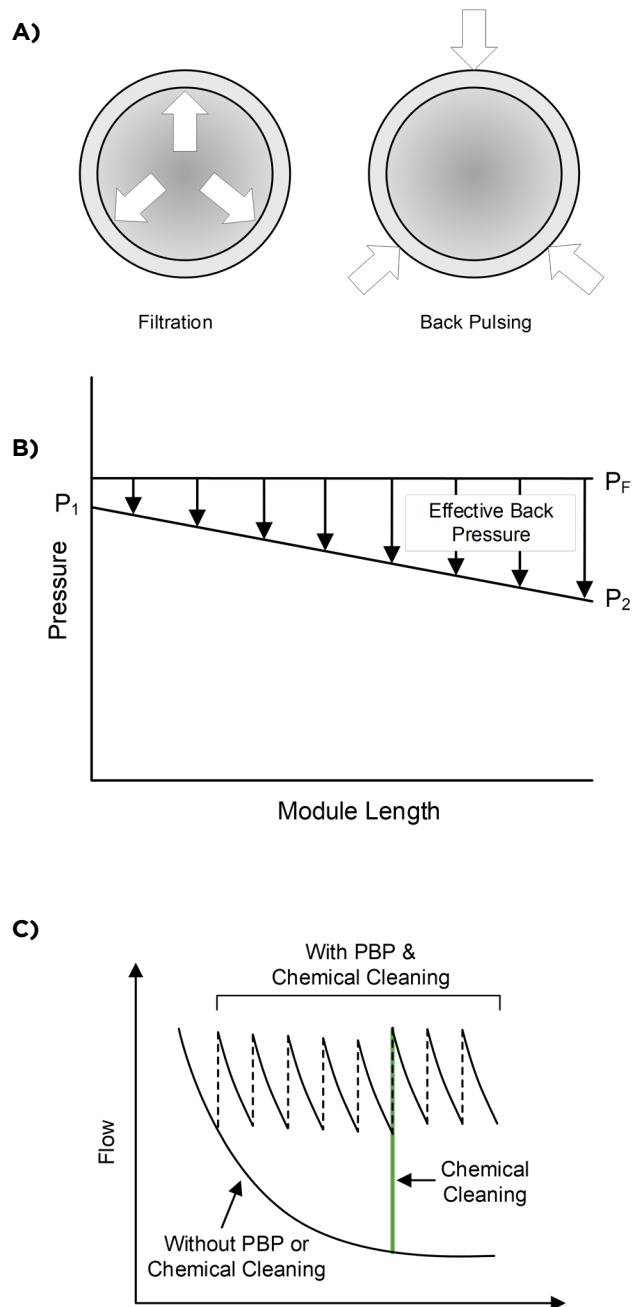 A)
Filtration
Back Pulsing
B)
P1
PF
Effective Back
Pressure
P2
Pressure
Module Length
C)
With PBP &
Chemical Cleaning
Flow
Chemical
Cleaning
Without PBP or
Chemical Cleaning